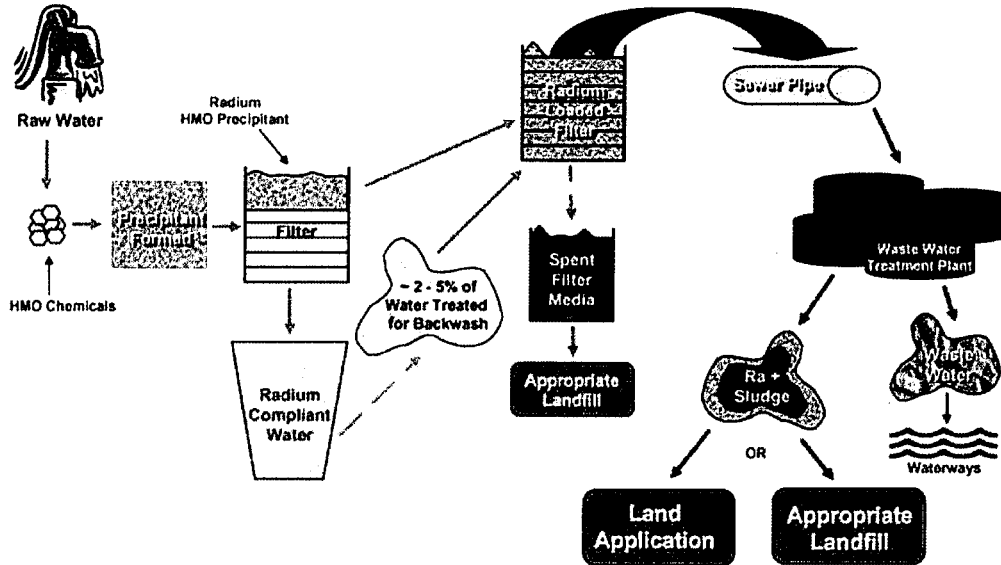 Raw Water
HMO Chemicals
Precipitant
Formed
Radium
HMO Precipitant
Filter
Radium
Compliant
Water
~ 2 - 5% of
Water Treated
for Backwash
Radium
Loaded
Filter
Spent
Filter
Media
Appropriate
Landfill
Sewer Pipe
Waste Water
Treatment Plant
Ra +
Sludge
OR
Land
Application
Appropriate
Landfill
Waste
Water
Waterways